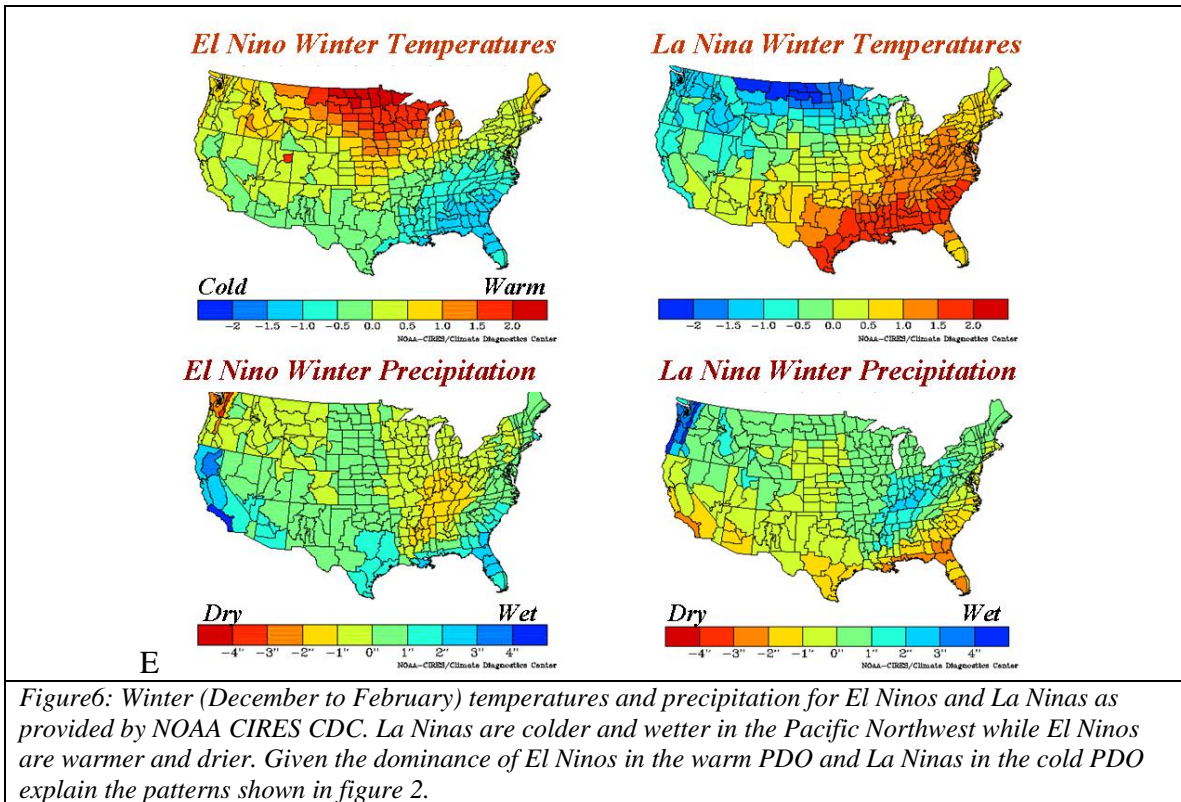 El Nino Winter Temperatures
La Nina Winter Temperatures
Cold Warm
-2 -1.5 -1.0 -0.5 0.0 0.5 1.0 1.5 2.0
NOAA-CIRES/Climate Diagnostics Center
-2 -1.5 -1.0 -0.5 0.0 0.5 1.0 1.5 2.0
NOAA-CIRES/Climate Diagnostics Center
El Nino Winter Precipitation
La Nina Winter Precipitation
Dry Wet
-4" -3" -2" -1" 0" 1" 2" 3" 4"
NOAA-CIRES/Climate Diagnostics Center
Dry Wet
-4" -3" -2" -1" 0" 1" 2" 3" 4"
NOAA-CIRES/Climate Diagnostics Center
E
Figure6: Winter (December to February) temperatures and precipitation for El Ninos and La Ninas as
provided by NOAA CIRES CDC. La Ninas are colder and wetter in the Pacific Northwest while El Ninos
are warmer and drier. Given the dominance of El Ninos in the warm PDO and La Ninas in the cold PDO
explain the patterns shown in figure 2.